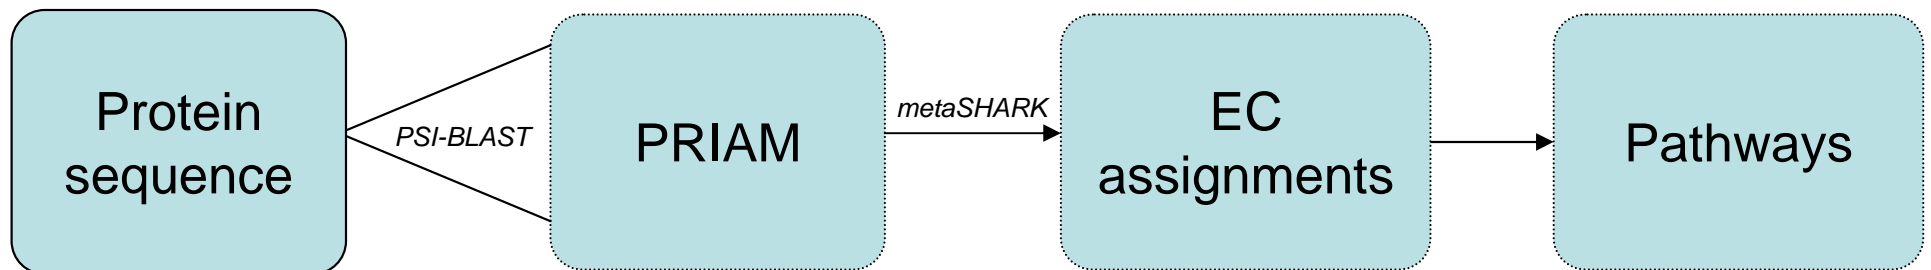 Protein
sequence
PSI-BLAST
PRIAM
metaSHARK
EC
assignments
Pathways